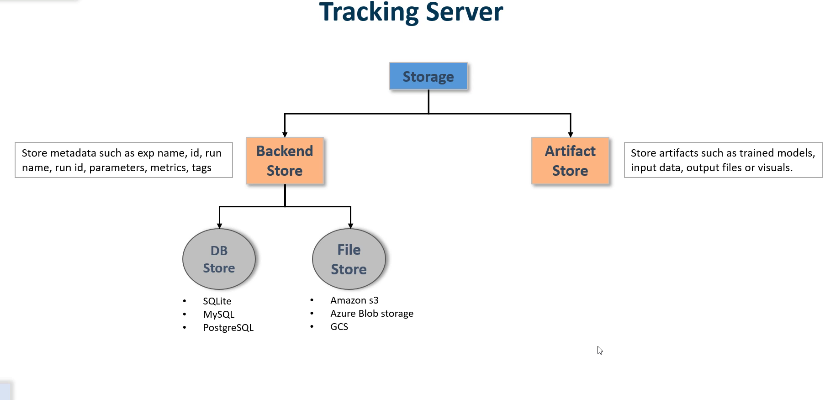 Tracking Server
Storage
Store metadata such as exp name, id, run
name, run id, parameters, metrics, tags
Backend
Store
Artifact
Store
Store artifacts such as trained models,
input data, output files or visuals.
DB
Store
File
Store
• SQLite
• MySQL
• PostgreSQL
• Amazon s3
• Azure Blob storage
• GCS